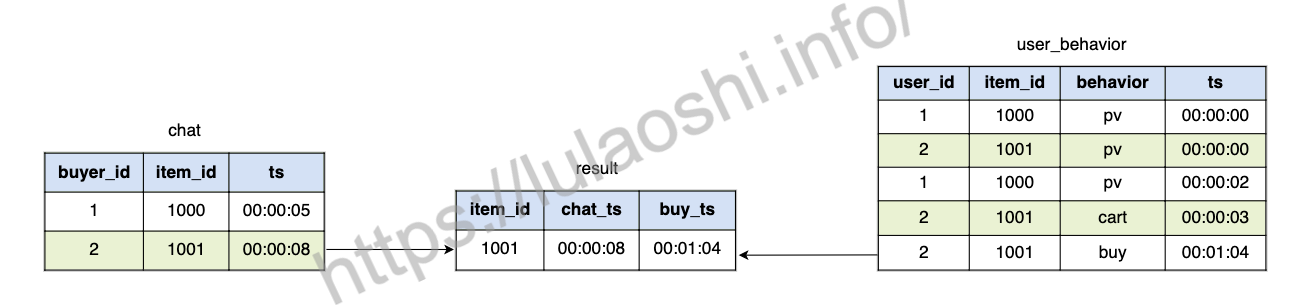 user_behavior
user_id item_id behavior ts
1 1000 pv 00:00:00
2 1001 pv 00:00:00
1 1000 pv 00:00:02
2 1001 cart 00:00:03
2 1001 buy 00:01:04
chat
buyer_id item_id ts
1 1000 00:00:05
2 1001 00:00:08
result
item_id chat_ts buy_ts
1001 00:00:08 00:01:04
https://lulaoshi.info/